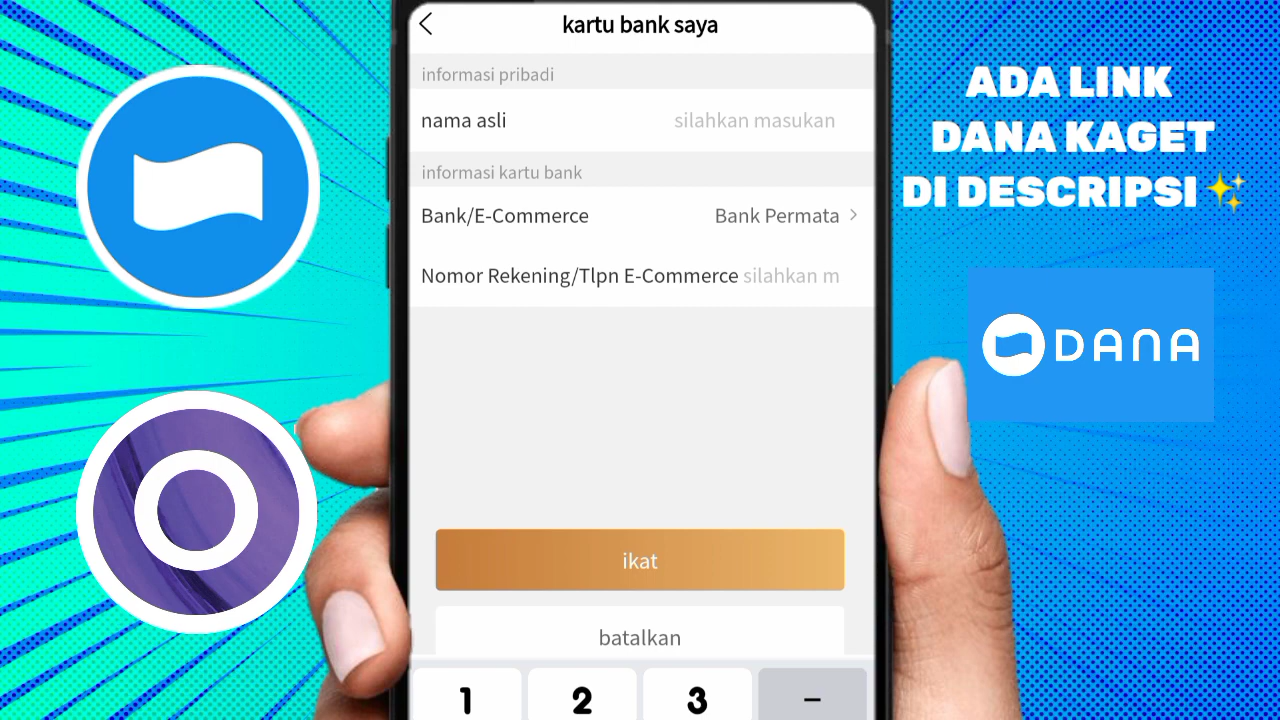 kartu bank saya
informasi pribadi
nama asli silahkan masukan
informasi kartu bank
Bank/E-Commerce Bank Permata
Nomor Rekening/Tlpn E-Commerce silahkan m
ikat
batalkan
1 2 3 –
ADA LINK
DANA KAGET
DI DESCRIPSI ✨
DANA